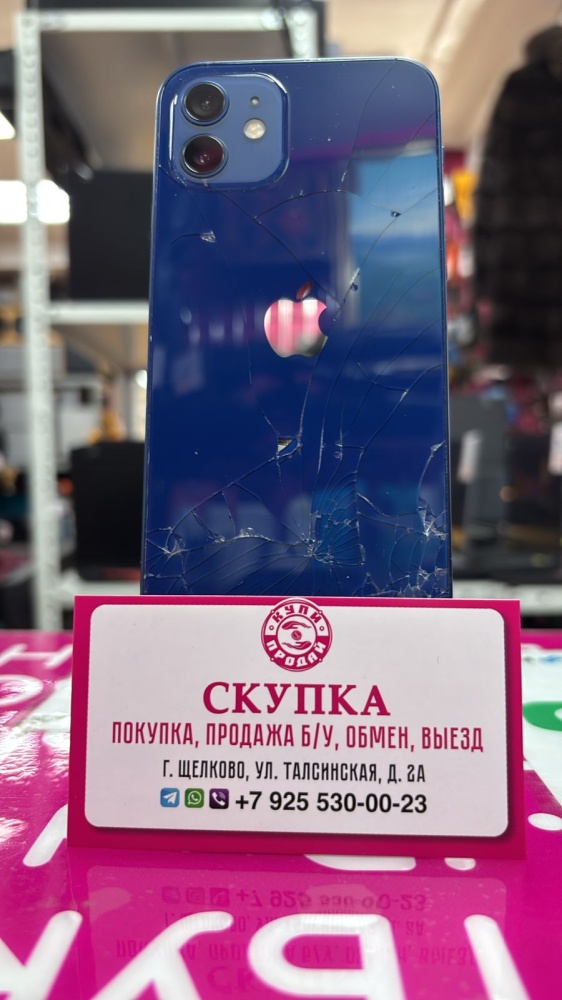 КУПИ
ПРОДАЙ
СКУПКА
ПОКУПКА, ПРОДАЖА Б/У, ОБМЕН, ВЫЕЗД
Г. ЩЕЛКОВО, УЛ. ТАЛСИНСКАЯ, Д. 2А
+7 925 530-00-23